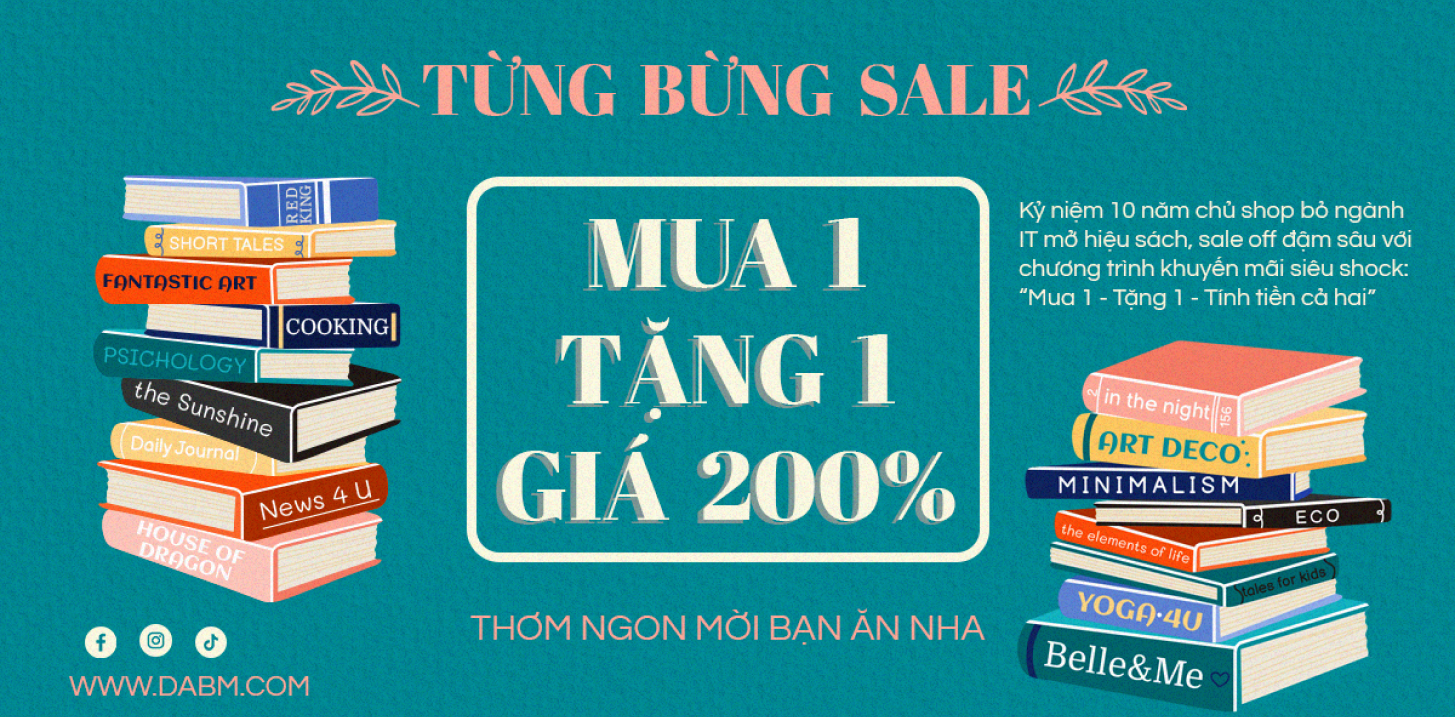 TỪNG BỪNG SALE
MUA 1
TẶNG 1
GIÁ 200%
Kỷ niệm 10 năm chủ shop bỏ ngành
IT mở hiệu sách, sale off đậm sâu với
chương trình khuyến mãi siêu shock:
“Mua 1 - Tặng 1 - Tính tiền cả hai”
RED
KING
SHORT TALES
FANTASTIC ART
COOKING
PSICHOLOGY
the Sunshine
Daily Journal
News 4 U
HOUSE OF
DRAGON
2 in the night 156
ART DECO
MINIMALISM
ECO
the elements of life
tales for kids
YOGA·4U
Belle&Me
THƠM NGON MỜI BẠN ĂN NHA
WWW.DABM.COM